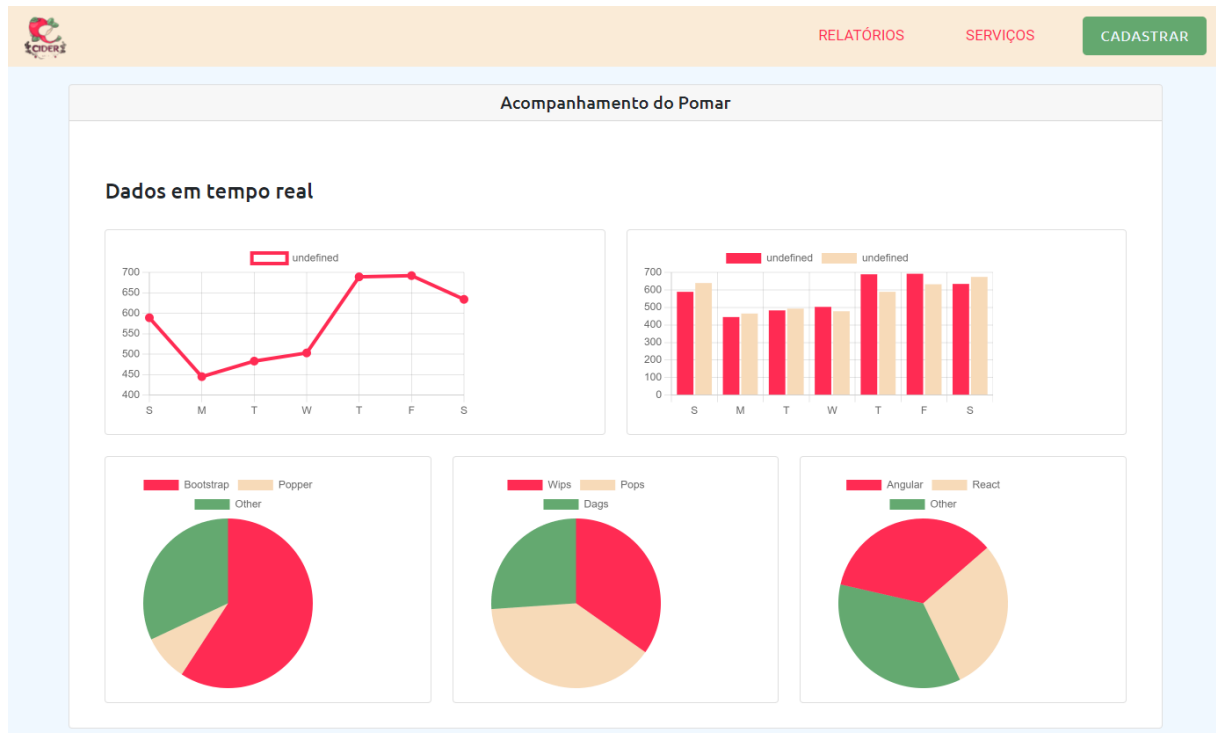 CIDER
RELATÓRIOS SERVIÇOS CADASTRAR
Acompanhamento do Pomar
Dados em tempo real
undefined
700
650
600
550
500
450
400
S M T W T F S
undefined undefined
700
600
500
400
300
200
100
0
S M T W T F S
Bootstrap Popper
Other
Wips Pops
Dags
Angular React
Other